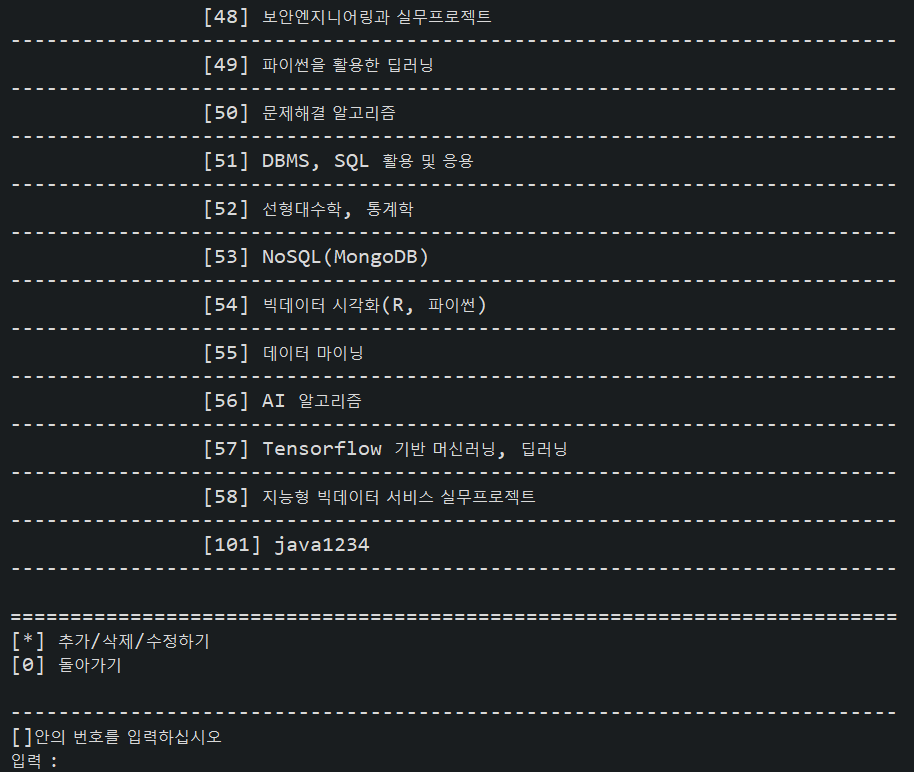 [48] 보안엔지니어링과 실무프로젝트
--------------------------------------------------------------------------
[49] 파이썬을 활용한 딥러닝
--------------------------------------------------------------------------
[50] 문제해결 알고리즘
--------------------------------------------------------------------------
[51] DBMS, SQL 활용 및 응용
--------------------------------------------------------------------------
[52] 선형대수학, 통계학
--------------------------------------------------------------------------
[53] NoSQL(MongoDB)
--------------------------------------------------------------------------
[54] 빅데이터 시각화(R, 파이썬)
--------------------------------------------------------------------------
[55] 데이터 마이닝
--------------------------------------------------------------------------
[56] AI 알고리즘
--------------------------------------------------------------------------
[57] Tensorflow 기반 머신러닝, 딥러닝
--------------------------------------------------------------------------
[58] 지능형 빅데이터 서비스 실무프로젝트
--------------------------------------------------------------------------
[101] java1234
--------------------------------------------------------------------------
==========================================================================
[*] 추가/삭제/수정하기
[0] 돌아가기
--------------------------------------------------------------------------
[]안의 번호를 입력하십시오
입력 :